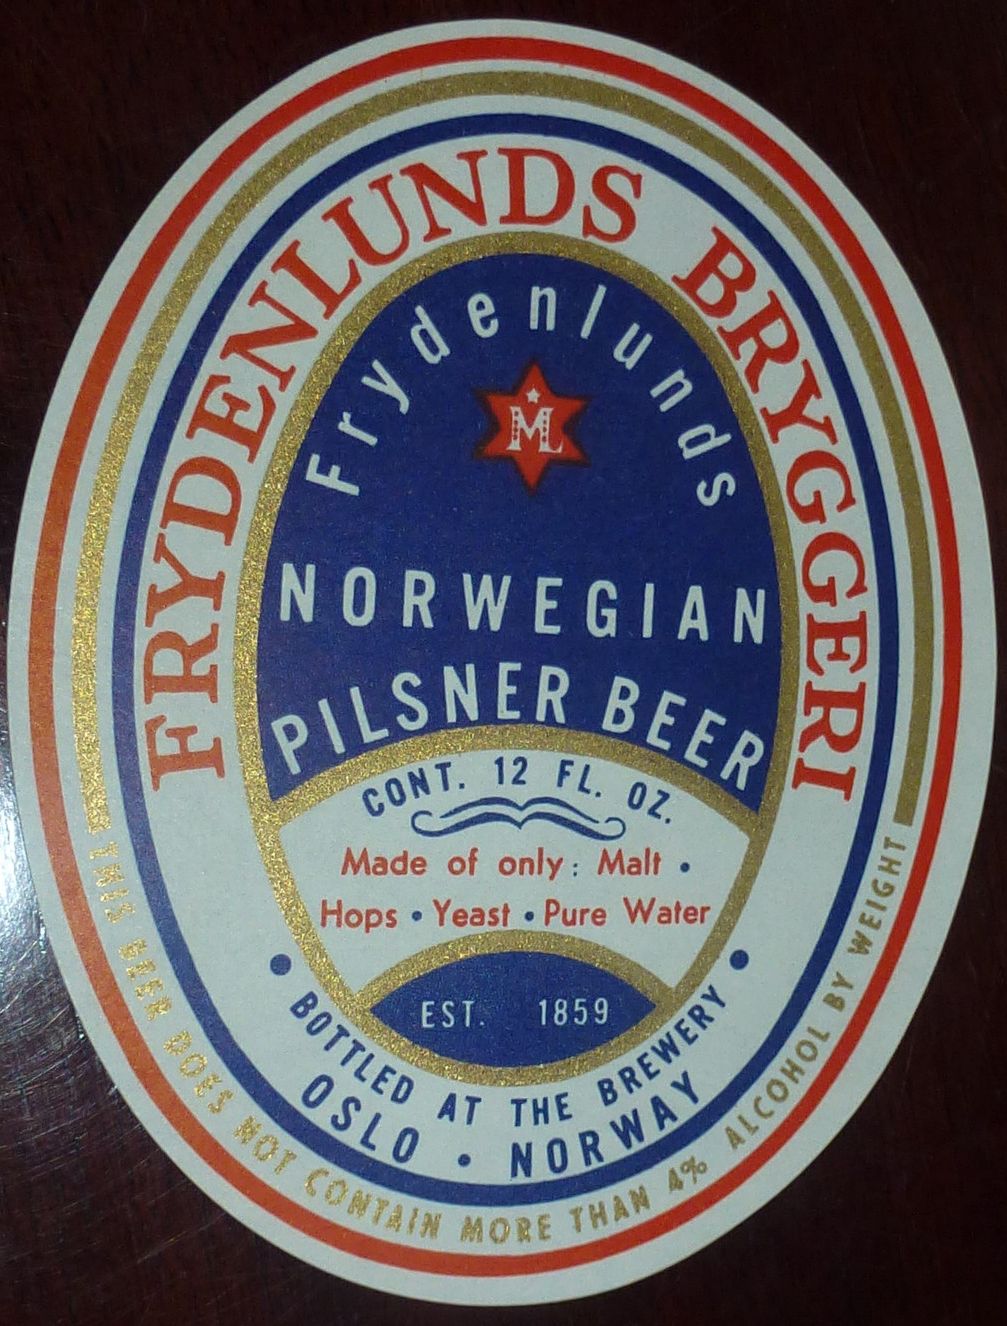 FRYDENLUNDS BRYGGERI
Frydenlunds
ML
NORWEGIAN
PILSNER BEER
CONT. 12 FL. OZ.
Made of only: Malt •
Hops • Yeast • Pure Water
EST. 1859
• BOTTLED AT THE BREWERY •
OSLO • NORWAY
THIS BEER DOES NOT CONTAIN MORE THAN 4% ALCOHOL BY WEIGHT